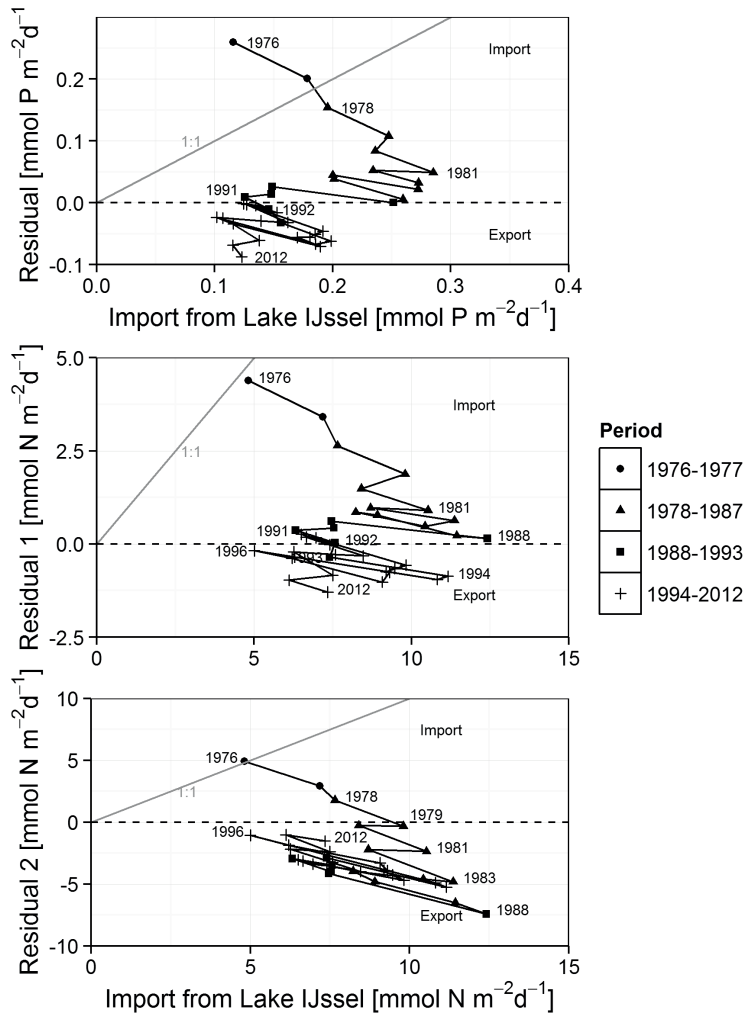 Residual [mmol P m⁻²d⁻¹]
0.2
0.1
0.0
-0.1
1976
Import
1978
1:1
1981
1991
1992
Export
2012
0.0 0.1 0.2 0.3 0.4
Import from Lake IJssel [mmol P m⁻²d⁻¹]
Residual 1 [mmol N m⁻²d⁻¹]
5.0
2.5
0.0
-2.5
1976
Import
1:1
1981
1991
1992
1988
1996
1993
1994
2012
Export
0 5 10 15
Period
1976-1977
1978-1987
1988-1993
1994-2012
Residual 2 [mmol N m⁻²d⁻¹]
10
5
0
-5
-10
1976
Import
1:1
1978
1979
1996
2012
1981
1983
Export
1988
0 5 10 15
Import from Lake IJssel [mmol N m⁻²d⁻¹]